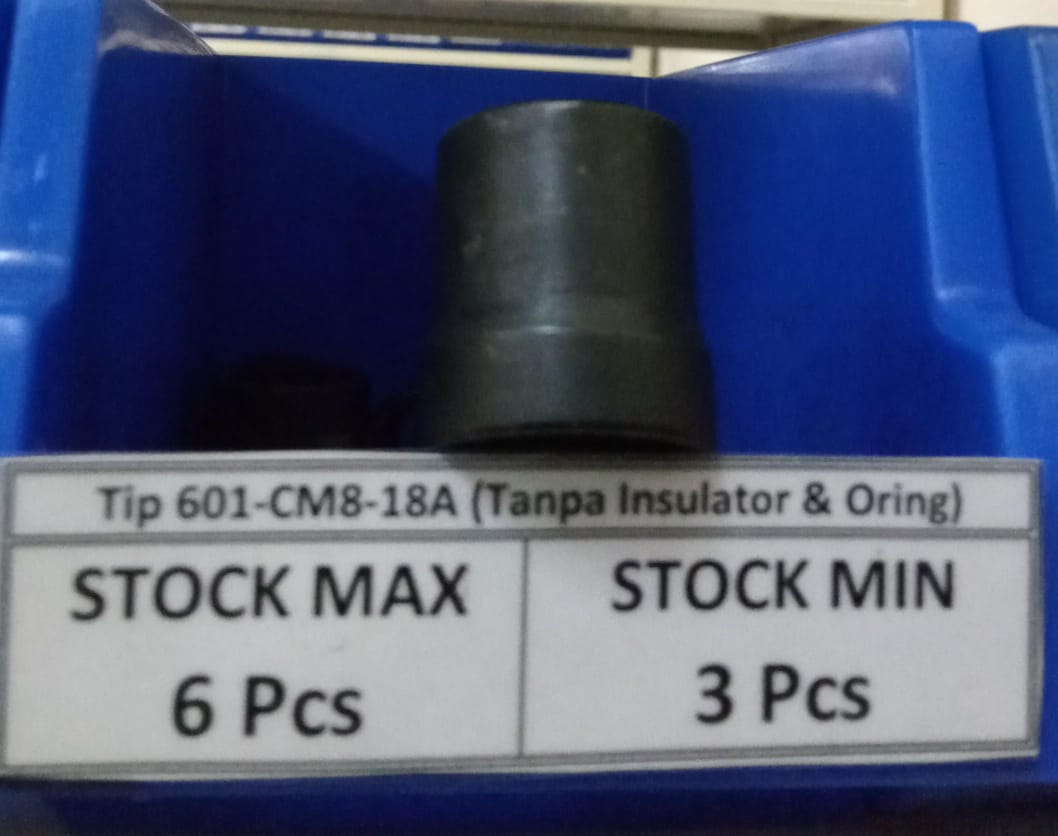 Tip 601-CM8-18A (Tanpa Insulator & Oring)
STOCK MAX
6 Pcs
STOCK MIN
3 Pcs